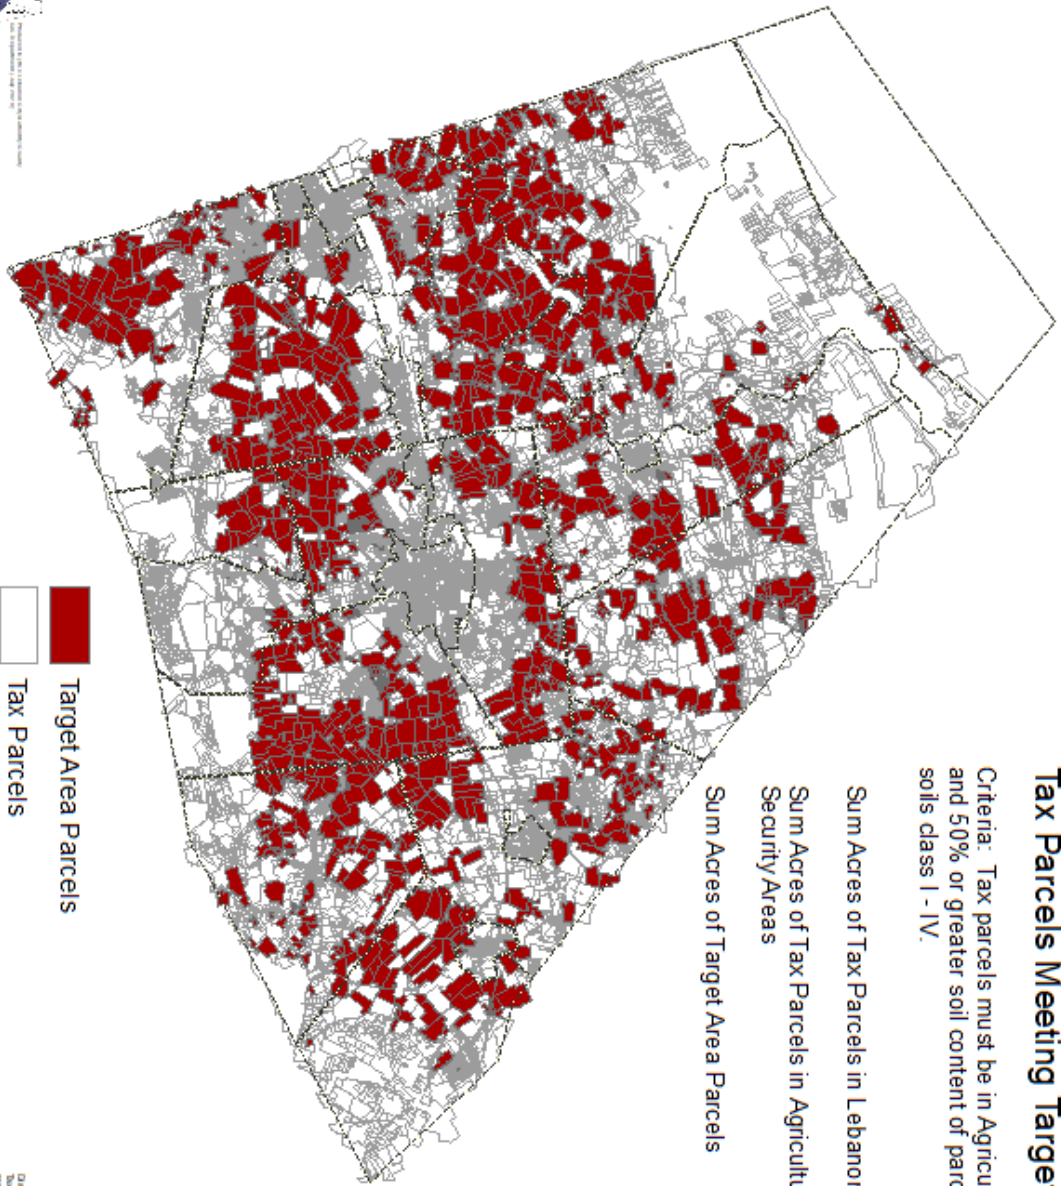 Tax Parcels Meeting Targe
Criteria: Tax parcels must be in Agricu
and 50% or greater soil content of parc
soils class I - IV.
Sum Acres of Tax Parcels in Lebanon
Sum Acres of Tax Parcels in Agricultu
Security Areas
Sum Acres of Target Area Parcels
Target Area Parcels
Tax Parcels